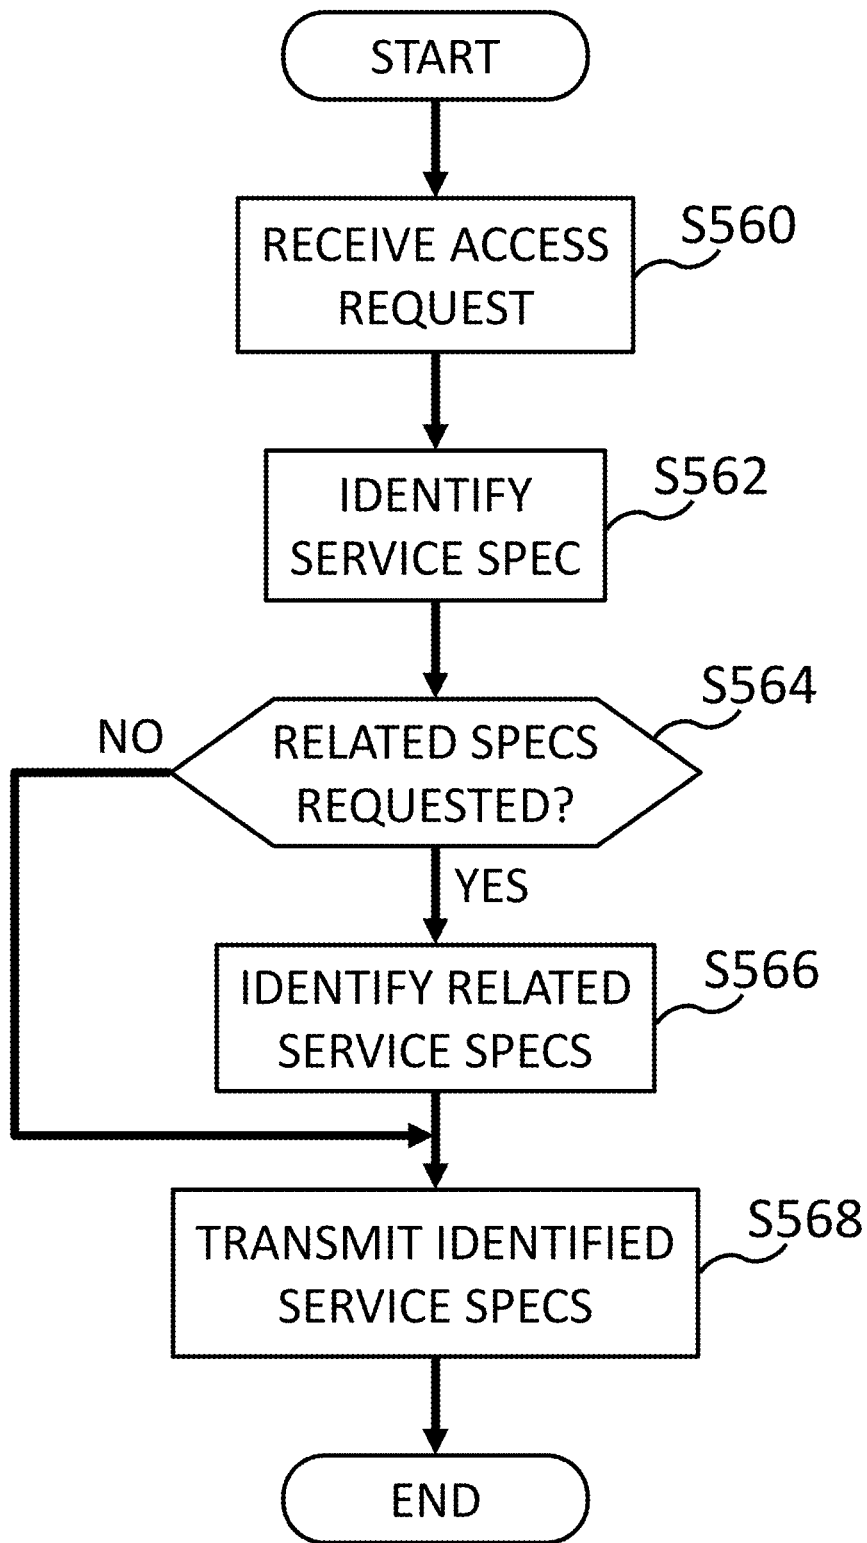 START
RECEIVE ACCESS
REQUEST
S560
IDENTIFY
SERVICE SPEC
S562
RELATED SPECS
REQUESTED?
S564
NO
YES
IDENTIFY RELATED
SERVICE SPECS
S566
TRANSMIT IDENTIFIED
SERVICE SPECS
S568
END